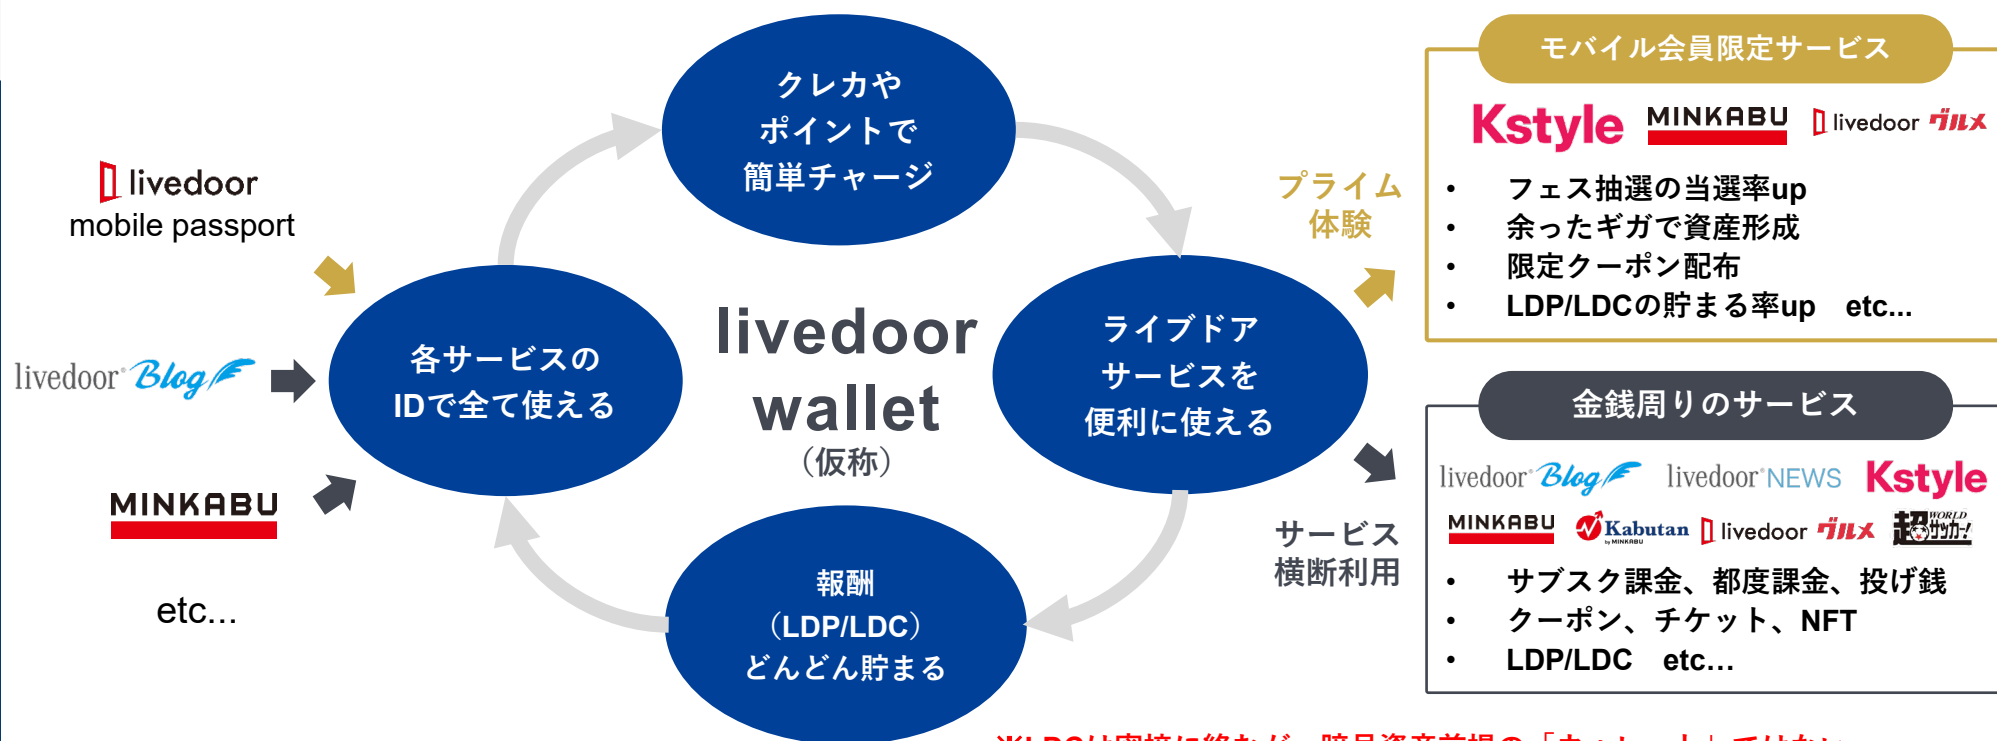 livedoor
mobile passport
livedoor Blog
MINKABU
etc...
クレカや
ポイントで
簡単チャージ
各サービスの
IDで全て使える
livedoor
wallet
（仮称）
ライブドア
サービスを
便利に使える
報酬
（LDP/LDC）
どんどん貯まる
プライム
体験
サービス
横断利用
モバイル会員限定サービス
Kstyle MINKABU livedoor グルメ
• フェス抽選の当選率up
• 余ったギガで資産形成
• 限定クーポン配布
• LDP/LDCの貯まる率up etc...
金銭周りのサービス
livedoor Blog livedoor NEWS Kstyle
MINKABU Kabutan by MINKABU livedoor グルメ 超WORLDサッカー!
• サブスク課金、都度課金、投げ銭
• クーポン、チケット、NFT
• LDP/LDC etc…